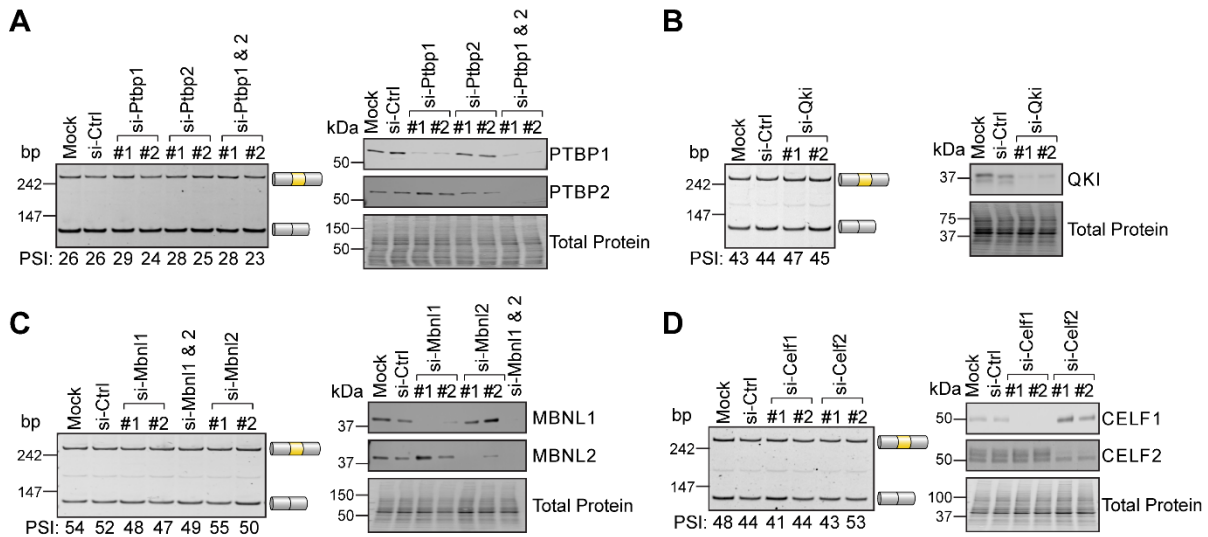 A
Mock
si-Ctrl
si-Ptbp1
si-Ptbp2
si-Ptbp1 & 2
bp
#1 #2 #1 #2 #1 #2
242
147
PSI: 26 26 29 24 28 25 28 23
Mock
si-Ctrl
si-Ptbp1
si-Ptbp2
si-Ptbp1 & 2
kDa
#1 #2 #1 #2 #1 #2
50
PTBP1
50
PTBP2
150
50
Total Protein
B
Mock
si-Ctrl
si-Qki
bp
#1 #2
242
147
PSI: 43 44 47 45
Mock
si-Ctrl
si-Qki
kDa
#1 #2
37
QKI
75
37
Total Protein
C
Mock
si-Ctrl
si-Mbnl1
si-Mbnl1 & 2
si-Mbnl2
bp
#1 #2 #1 #2
242
147
PSI: 54 52 48 47 49 55 50
Mock
si-Ctrl
si-Mbnl1
si-Mbnl2
si-Mbnl1 & 2
kDa
#1 #2 #1 #2
37
MBNL1
37
MBNL2
150
50
Total Protein
D
Mock
si-Ctrl
si-Celf1
si-Celf2
bp
#1 #2 #1 #2
242
147
PSI: 48 44 41 44 43 53
Mock
si-Ctrl
si-Celf1
si-Celf2
kDa
#1 #2 #1 #2
50
CELF1
50
CELF2
100
37
Total Protein